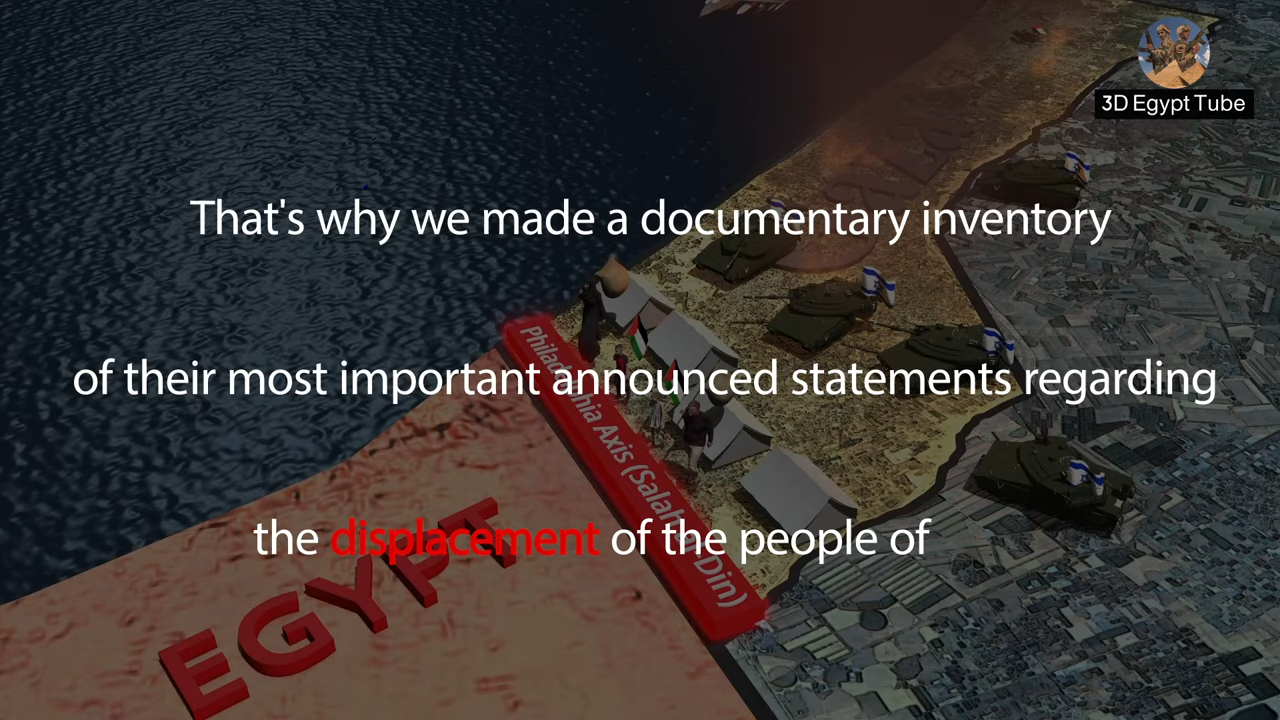 3D Egypt Tube
That's why we made a documentary inventory
of their most important announced statements regarding
the displacement of the people of
Philadelphia Axis (Salah Din)
EGYPT